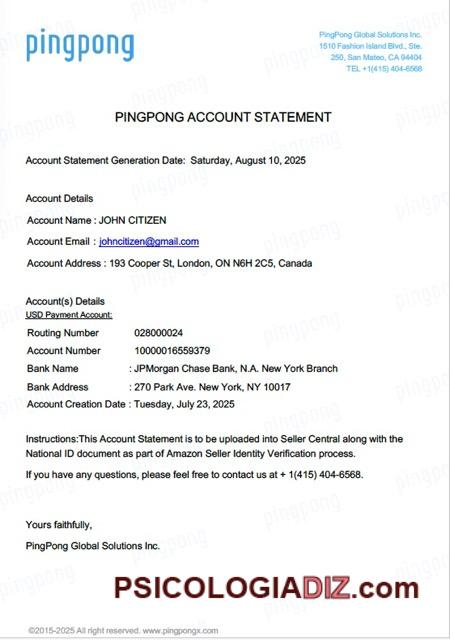 pingpong
PingPong Global Solutions Inc.
1510 Fashion Island Blvd., Ste.
250, San Mateo, CA 94404
TEL +1(415) 404-6568
PINGPONG ACCOUNT STATEMENT
Account Statement Generation Date: Saturday, August 10, 2025
Account Details
Account Name : JOHN CITIZEN
Account Email : johncitizen@gmail.com
Account Address : 193 Cooper St, London, ON N6H 2C5, Canada
Account(s) Details
USD Payment Account:
Routing Number 028000024
Account Number 10000016559379
Bank Name : JPMorgan Chase Bank, N.A. New York Branch
Bank Address : 270 Park Ave. New York, NY 10017
Account Creation Date : Tuesday, July 23, 2025
Instructions:This Account Statement is to be uploaded into Seller Central along with the
National ID document as part of Amazon Seller Identity Verification process.
If you have any questions, please feel free to contact us at + 1(415) 404-6568.
Yours faithfully,
PingPong Global Solutions Inc.
PSICOLOGIADIZ.com
©2015-2025 All right reserved. www.pingpongx.com